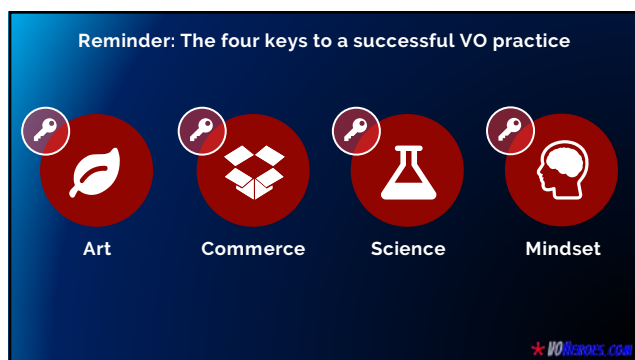 Reminder: The four keys to a successful VO practice
Art
Commerce
Science
Mindset
VOHeroes.com